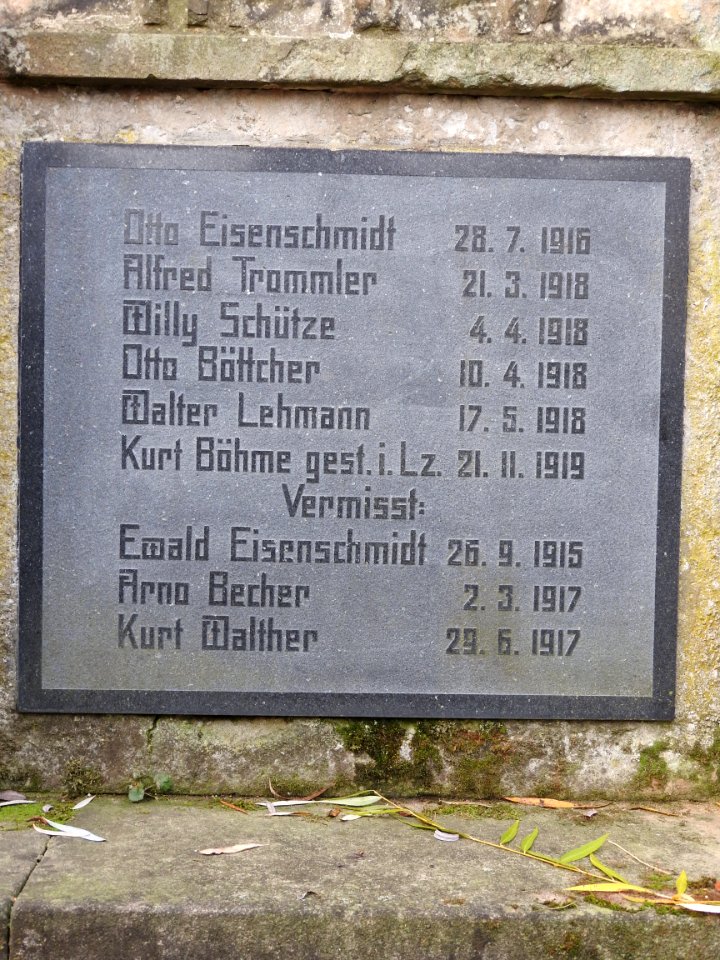 Otto Eisenschmidt 28. 7. 1916
Alfred Trommler 21. 3. 1918
Willy Schütze 4. 4. 1918
Otto Böttcher 10. 4. 1918
Walter Lehmann 17. 5. 1918
Kurt Böhme gest. i. Lz. 21. 11. 1919
Vermisst:
Ewald Eisenschmidt 26. 9. 1915
Arno Becher 2. 3. 1917
Kurt Walther 29. 6. 1917